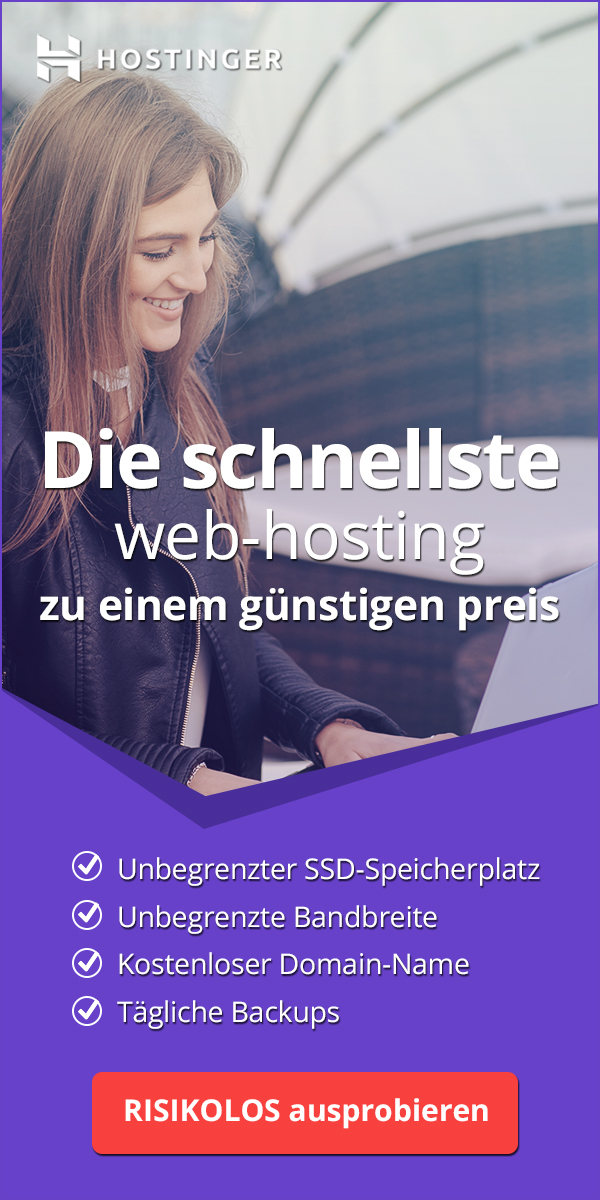 HOSTINGER
Die schnellste
web-hosting
zu einem günstigen preis
Unbegrenzter SSD-Speicherplatz
Unbegrenzte Bandbreite
Kostenloser Domain-Name
Tägliche Backups
RISIKOLOS ausprobieren